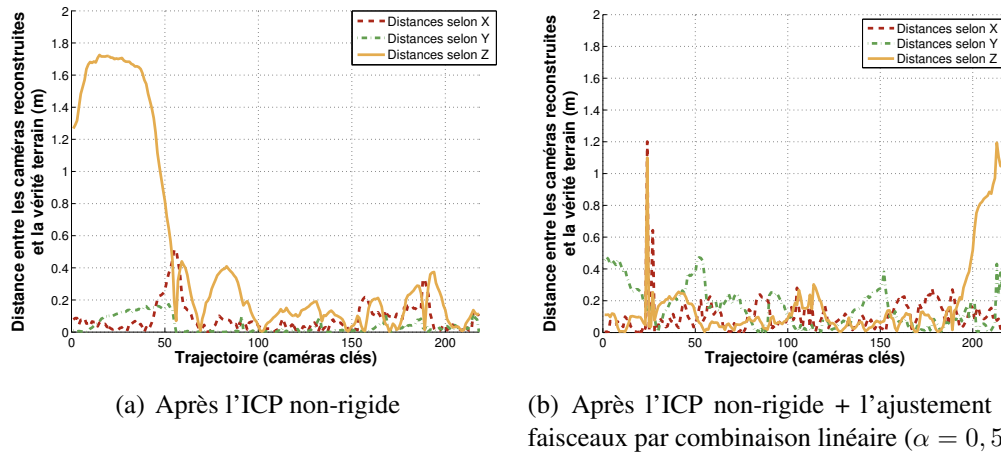 Distance entre les caméras reconstruites
et la vérité terrain (m)
2
1.8
1.6
1.4
1.2
1
0.8
0.6
0.4
0.2
0
0 50 100 150 200
Trajectoire (caméras clés)
Distances selon X
Distances selon Y
Distances selon Z
(a) Après l'ICP non-rigide
Distance entre les caméras reconstruites
et la vérité terrain (m)
2
1.8
1.6
1.4
1.2
1
0.8
0.6
0.4
0.2
0
0 50 100 150 200
Trajectoire (caméras clés)
Distances selon X
Distances selon Y
Distances selon Z
(b) Après l'ICP non-rigide + l'ajustement
faisceaux par combinaison linéaire (α = 0, 5